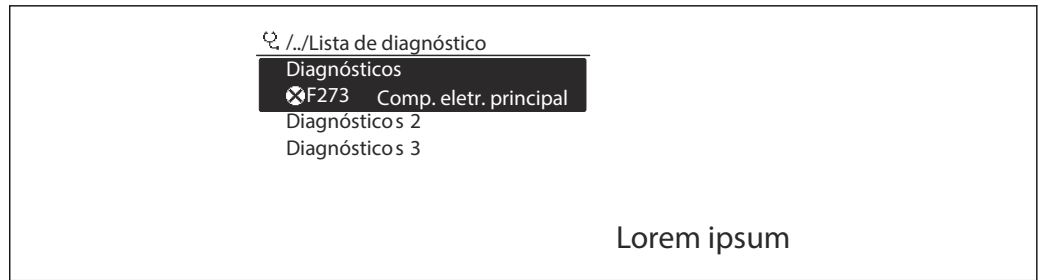 /../Lista de diagnóstico
Diagnósticos
F273 Comp. eletr. principal
Diagnósticos 2
Diagnósticos 3
Lorem ipsum